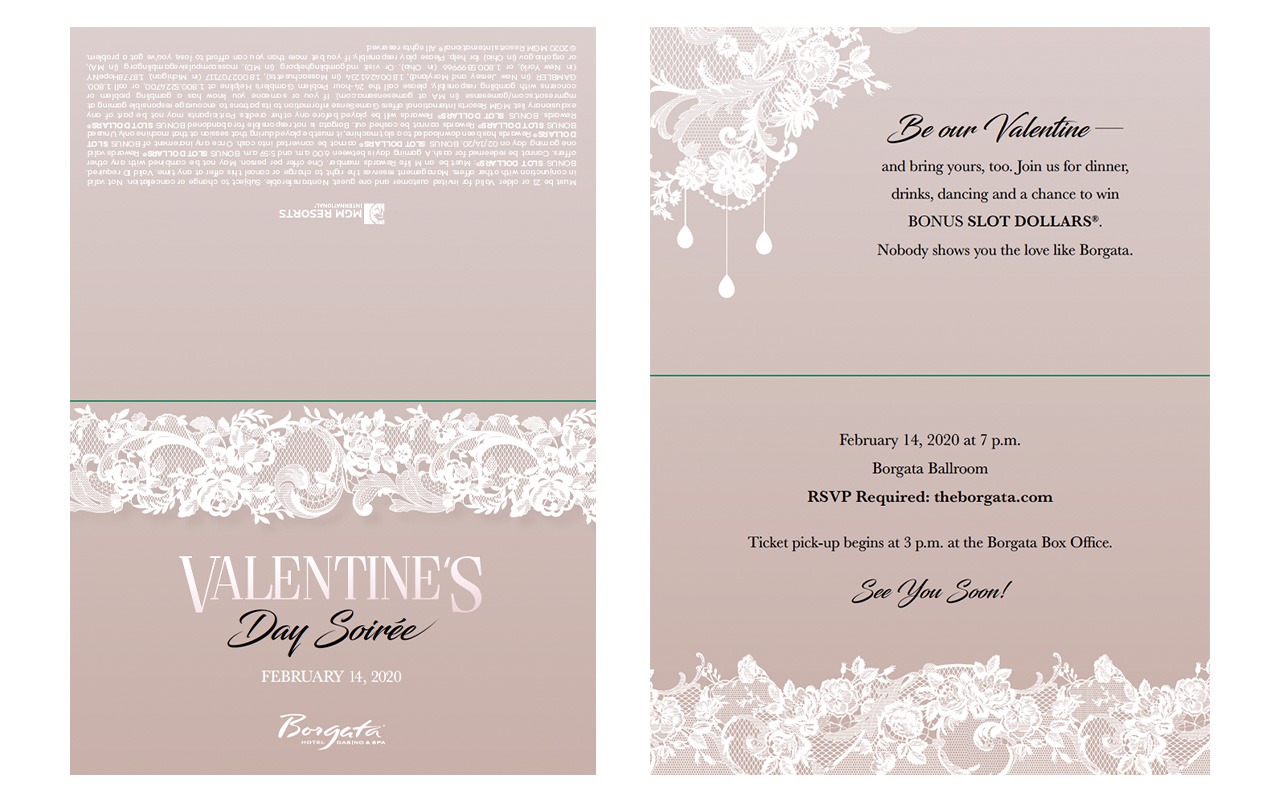 MGM RESORTS
INTERNATIONAL
Must be 21 or older. Valid for invited customer and one guest. Nontransferable. Subject to change or cancellation. Not valid
in conjunction with other offers. Management reserves the right to change or cancel this offer at any time. Valid ID required.
BONUS SLOT DOLLARS®: Must be an M life Rewards member. One offer per person. May not be combined with any other
offers. Cannot be redeemed for cash. A gaming day is between 6:00 a.m. and 5:59 a.m. BONUS SLOT DOLLARS® Rewards valid
one gaming day on 02/14/20. BONUS SLOT DOLLARS® cannot be converted into cash. Once any increment of BONUS SLOT
DOLLARS® Reward has been downloaded to a slot machine, it must be played during that session at that machine only. Unused
BONUS SLOT DOLLARS® Rewards cannot be cashed out. Borgata is not responsible for abandoned BONUS SLOT DOLLARS®
Rewards. BONUS SLOT DOLLARS® Rewards will be played before any other credits. Participants may not be part of any
exclusionary list. MGM Resorts International offers GameSense information to its patrons to encourage responsible gaming at
mgmresorts.com/gamesense (in MA at gamesensema.com). If you or someone you know has a gambling problem or
concerns with gambling responsibly, please call the 24 hour Problem Gamblers Helpline at 1.800.522.4700, or call 1.800.
GAMBLER (in New Jersey and Maryland), 1.800.426.1234 (in Massachusetts), 1.800.270.7117 (in Michigan), 1.877.8HopeNY
(in New York), or 1.800.589.9966 (in Ohio). Or visit mdgamblinghelp.org (in MD), masscompulsivegambling.org (in MA),
or org.ohio.gov (in Ohio) for help. Please play responsibly. If you bet more than you can afford to lose, you've got a problem.
© 2020 MGM Resorts International.® All rights reserved.
VALENTINE'S
Day Soirée
FEBRUARY 14, 2020
Borgata
HOTEL CASINO & SPA
Be our Valentine —
and bring yours, too. Join us for dinner,
drinks, dancing and a chance to win
BONUS SLOT DOLLARS®.
Nobody shows you the love like Borgata.
February 14, 2020 at 7 p.m.
Borgata Ballroom
RSVP Required: theborgata.com
Ticket pick-up begins at 3 p.m. at the Borgata Box Office.
See You Soon!